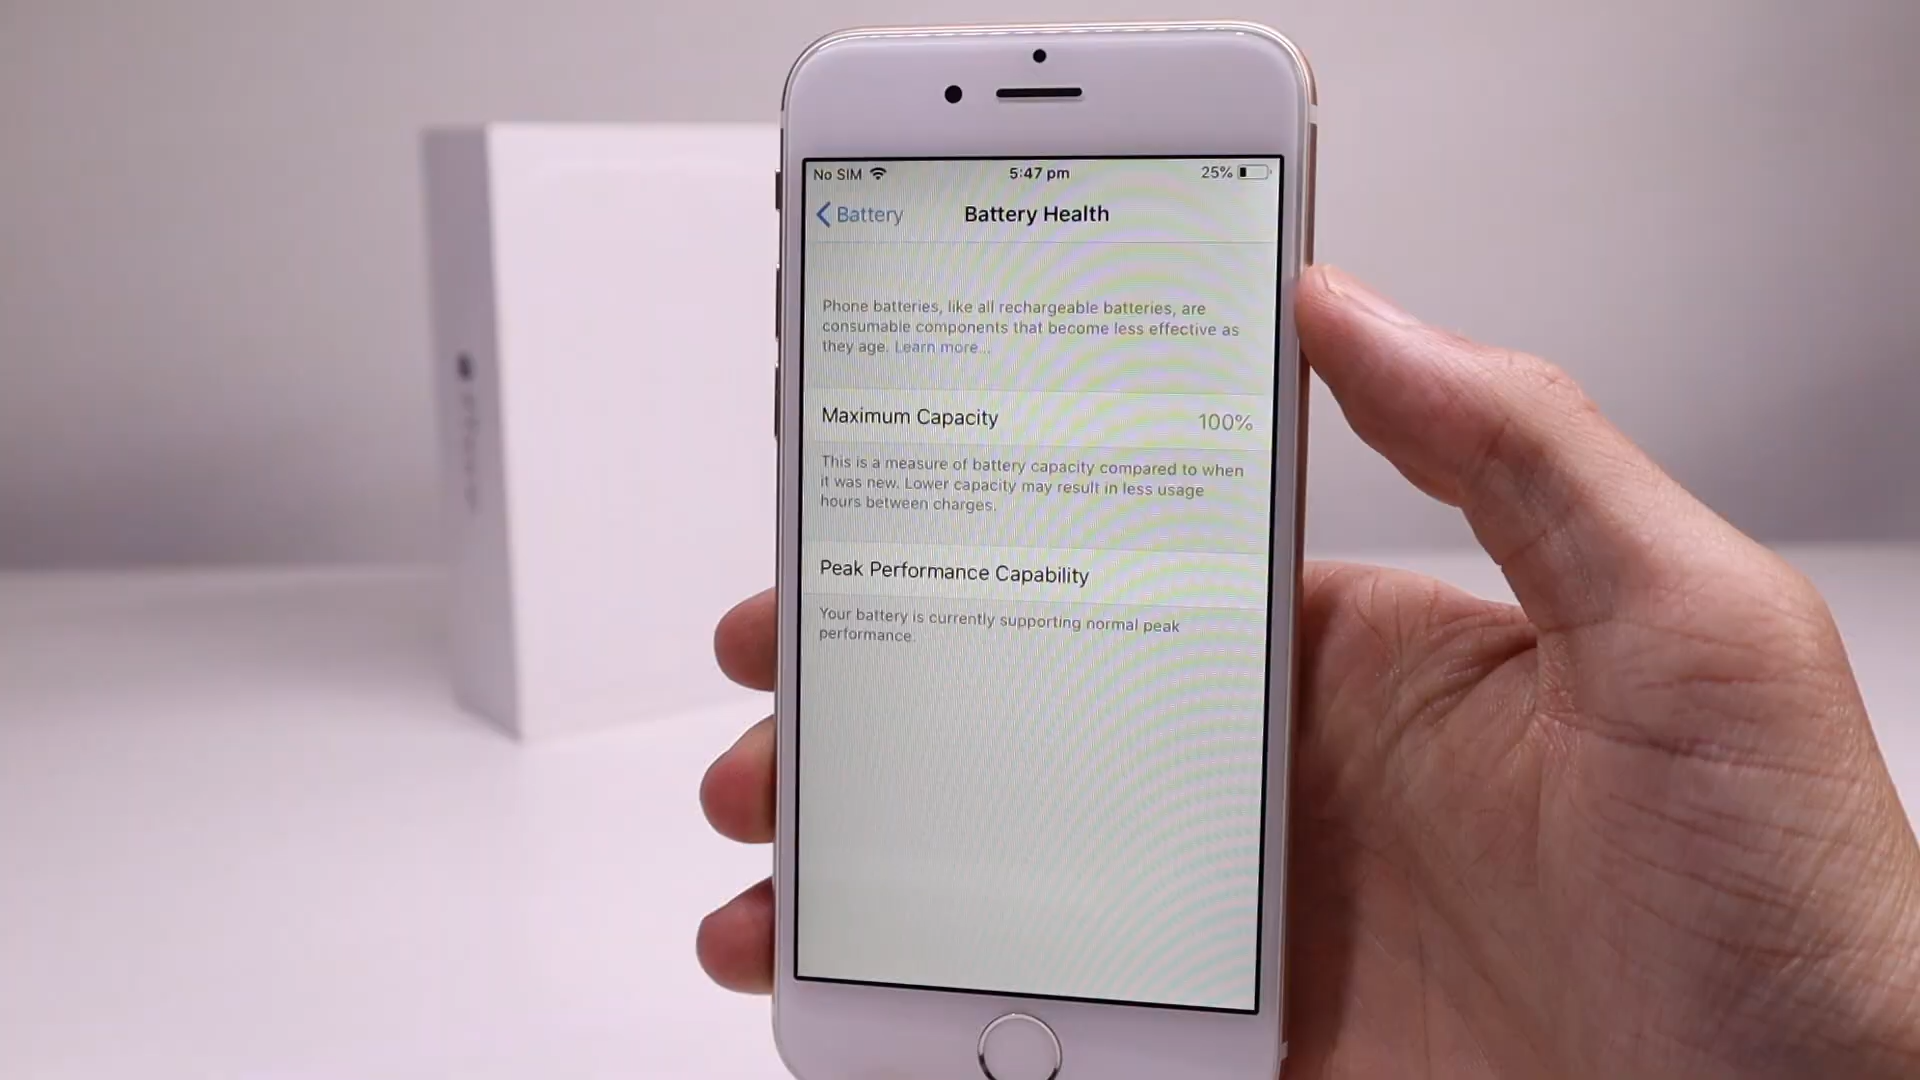 No SIM 5:47 pm 25%
Battery Battery Health
Phone batteries, like all rechargeable batteries, are
consumable components that become less effective as
they age. Learn more...
Maximum Capacity 100%
This is a measure of battery capacity compared to when
it was new. Lower capacity may result in less usage
hours between charges.
Peak Performance Capability
Your battery is currently supporting normal peak
performance.